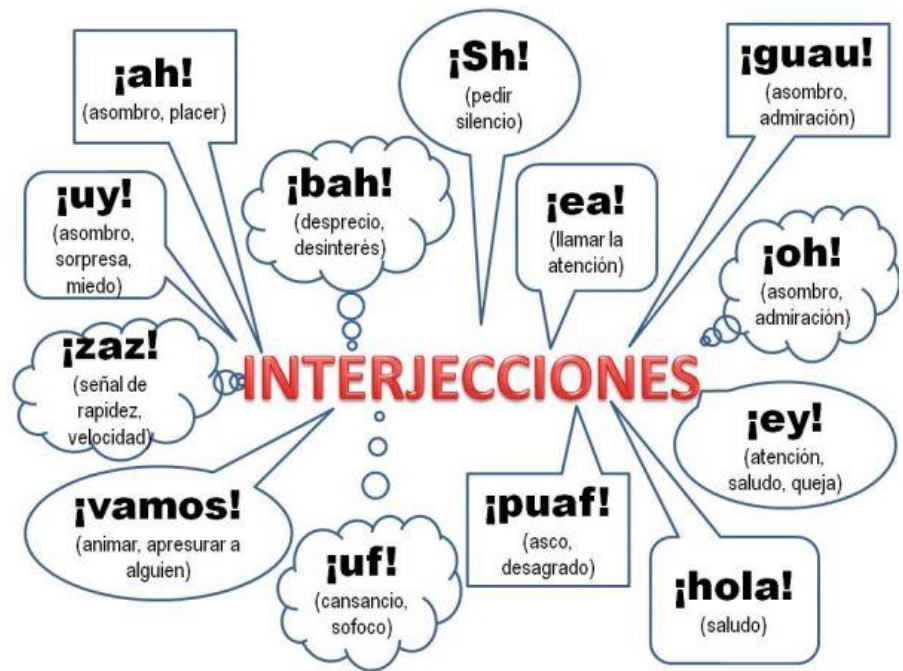 ¡ah!
(asombro, placer)
¡Sh!
(pedir
silencio)
¡guau!
(asombro,
admiración)
¡uy!
(asombro,
sorpresa,
miedo)
¡bah!
(desprecio,
desinterés)
¡ea!
(llamar la
atención)
¡oh!
(asombro,
admiración)
¡zaz!
(señal de
rapidez,
velocidad)
INTERJECCIONES
¡ey!
(atención,
saludo, queja)
¡vamos!
(animar, apresurar a
alguien)
¡uf!
(cansancio,
sofoco)
¡puaf!
(asco,
desagrado)
¡hola!
(saludo)